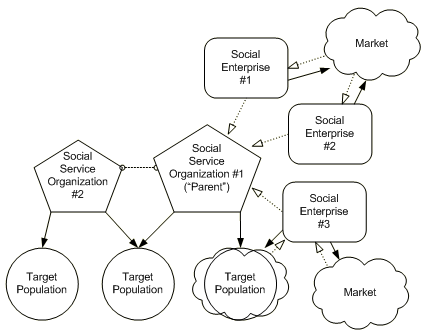 Social
Enterprise
#1
Market
Social
Enterprise
#2
Social
Service
Organization
#2
Social
Service
Organization #1
("Parent")
Social
Enterprise
#3
Target
Population
Target
Population
Target
Population
Market